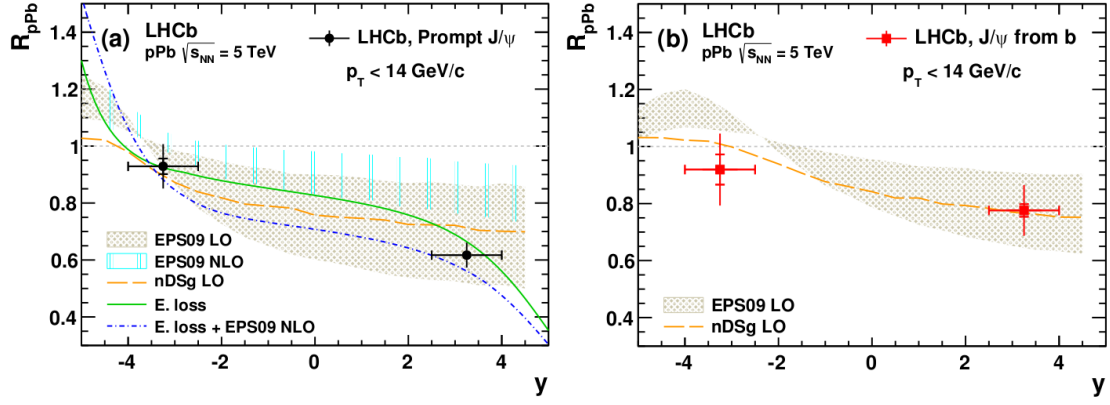 R_pPb
1.4
1.2
1
0.8
0.6
0.4
(a)
LHCb
pPb √s_NN = 5 TeV
LHCb, Prompt J/ψ
p_T < 14 GeV/c
EPS09 LO
EPS09 NLO
nDSg LO
E. loss
E. loss + EPS09 NLO
-4 -2 0 2 4
y
R_pPb
1.4
1.2
1
0.8
0.6
0.4
(b)
LHCb
pPb √s_NN = 5 TeV
LHCb, J/ψ from b
p_T < 14 GeV/c
EPS09 LO
nDSg LO
-4 -2 0 2 4
y